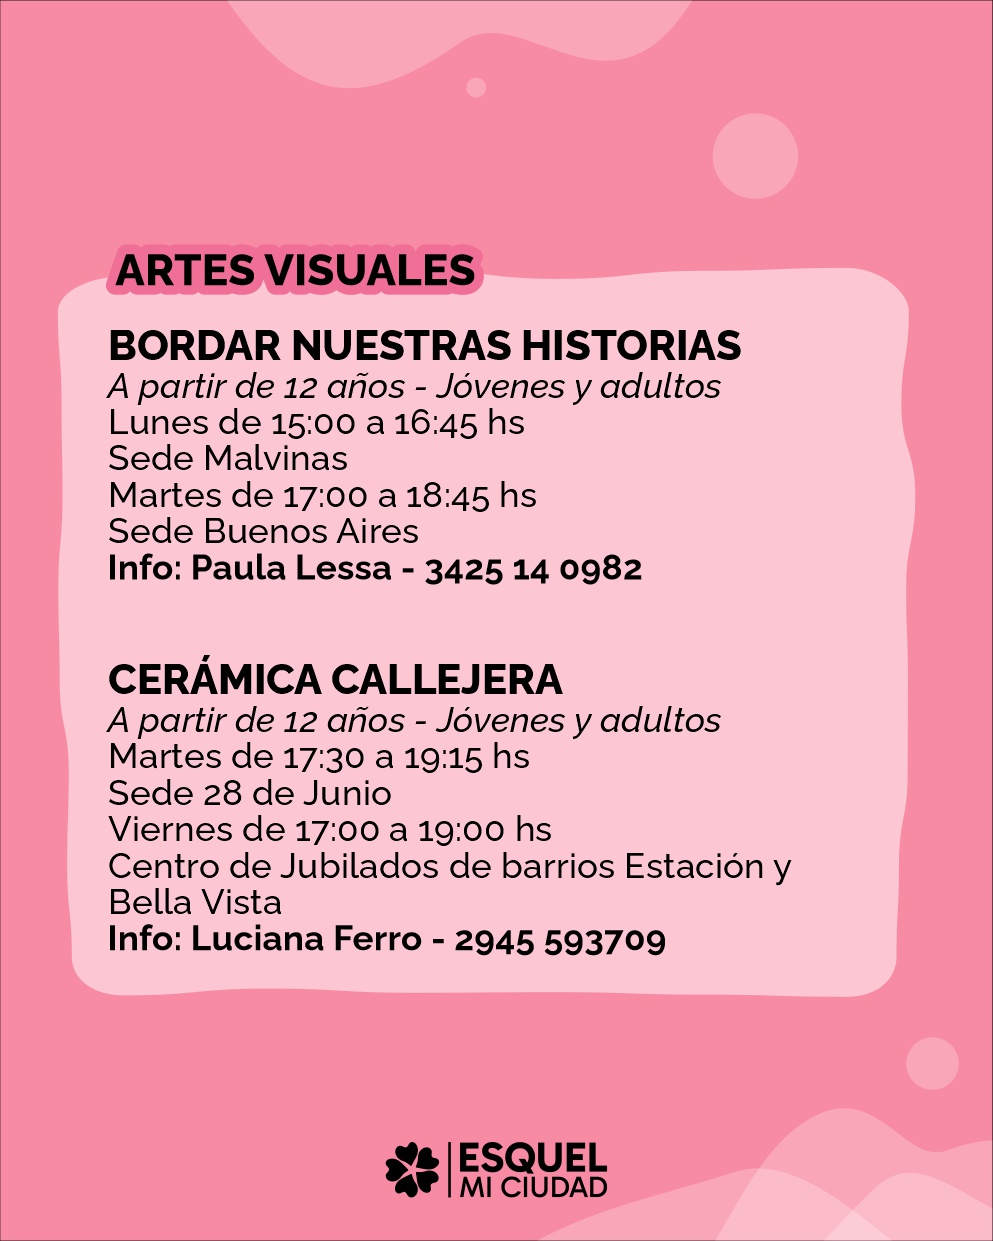 ARTES VISUALES
BORDAR NUESTRAS HISTORIAS
A partir de 12 años - Jóvenes y adultos
Lunes de 15:00 a 16:45 hs
Sede Malvinas
Martes de 17:00 a 18:45 hs
Sede Buenos Aires
Info: Paula Lessa - 3425 14 0982
CERÁMICA CALLEJERA
A partir de 12 años - Jóvenes y adultos
Martes de 17:30 a 19:15 hs
Sede 28 de Junio
Viernes de 17:00 a 19:00 hs
Centro de Jubilados de barrios Estación y
Bella Vista
Info: Luciana Ferro - 2945 593709
ESQUEL
MI CIUDAD